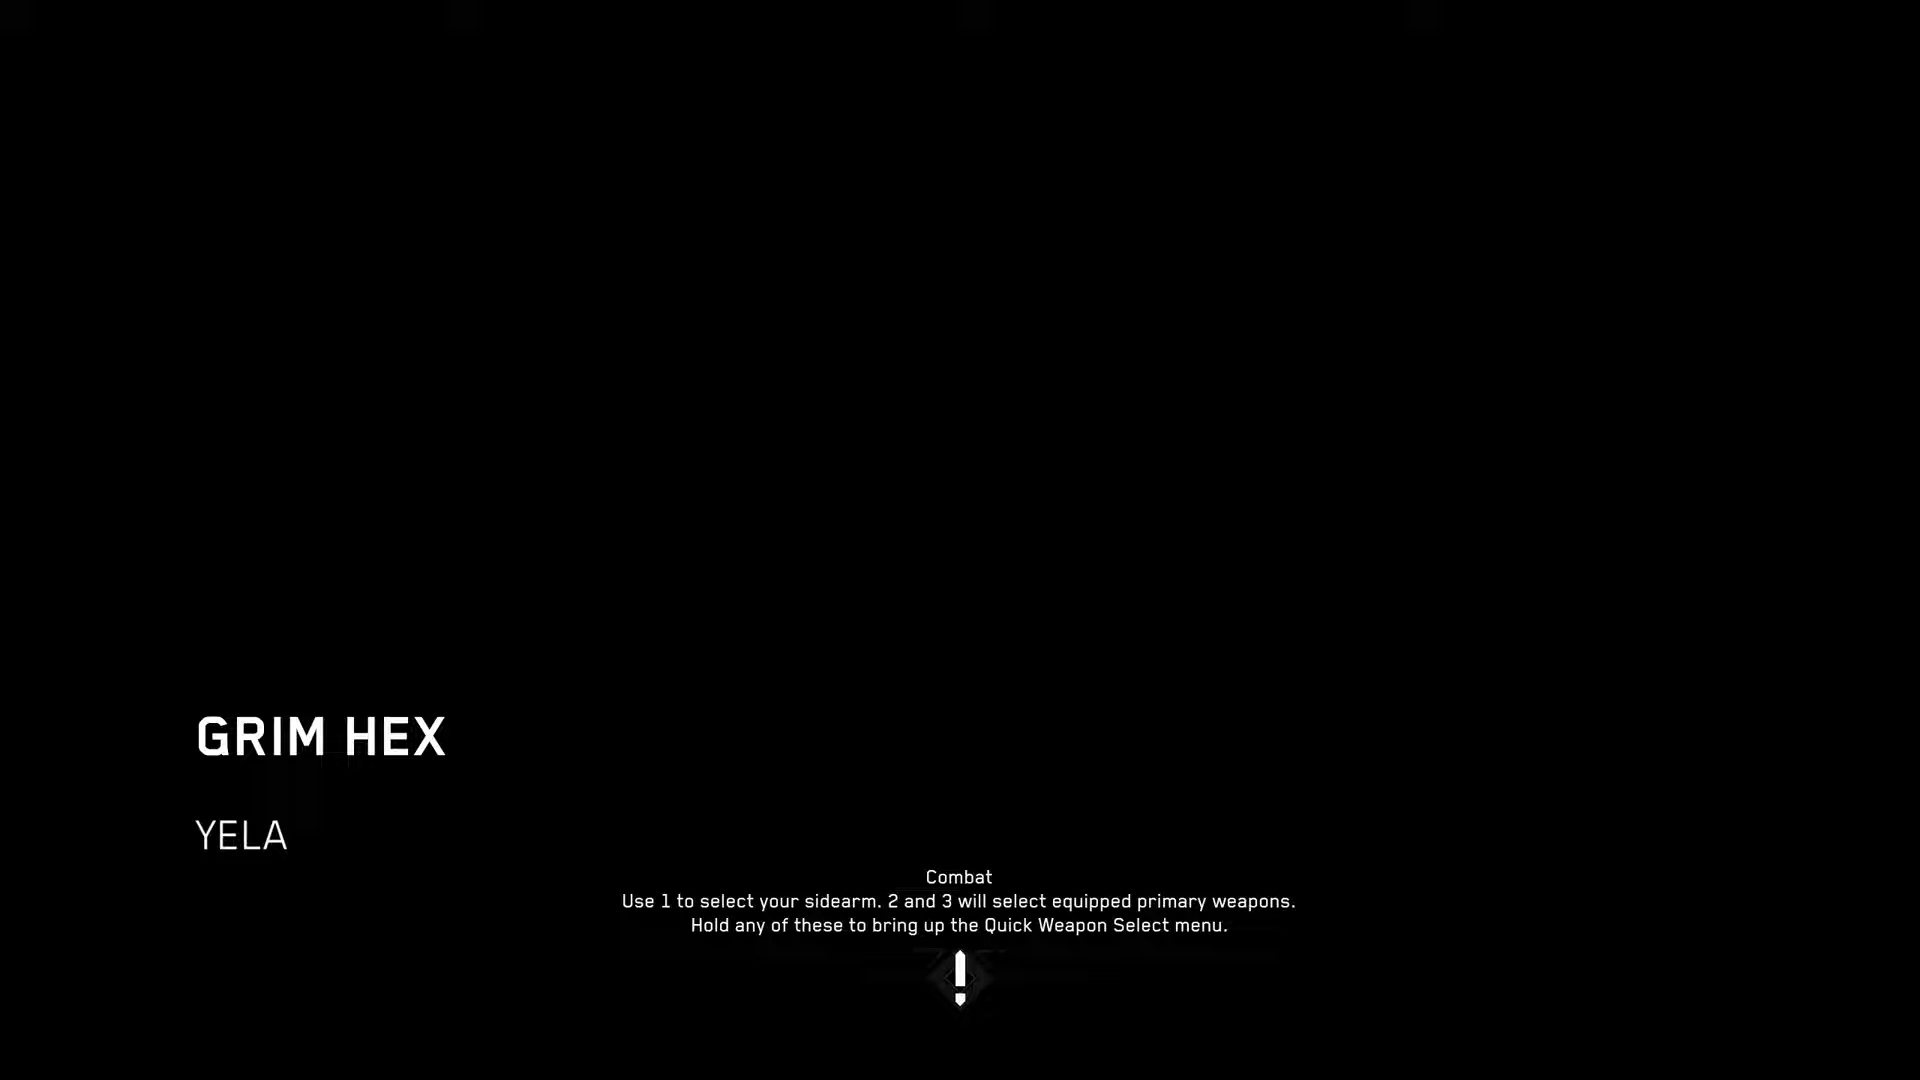 GRIM HEX
YELA
Combat
Use 1 to select your sidearm. 2 and 3 will select equipped primary weapons.
Hold any of these to bring up the Quick Weapon Select menu.